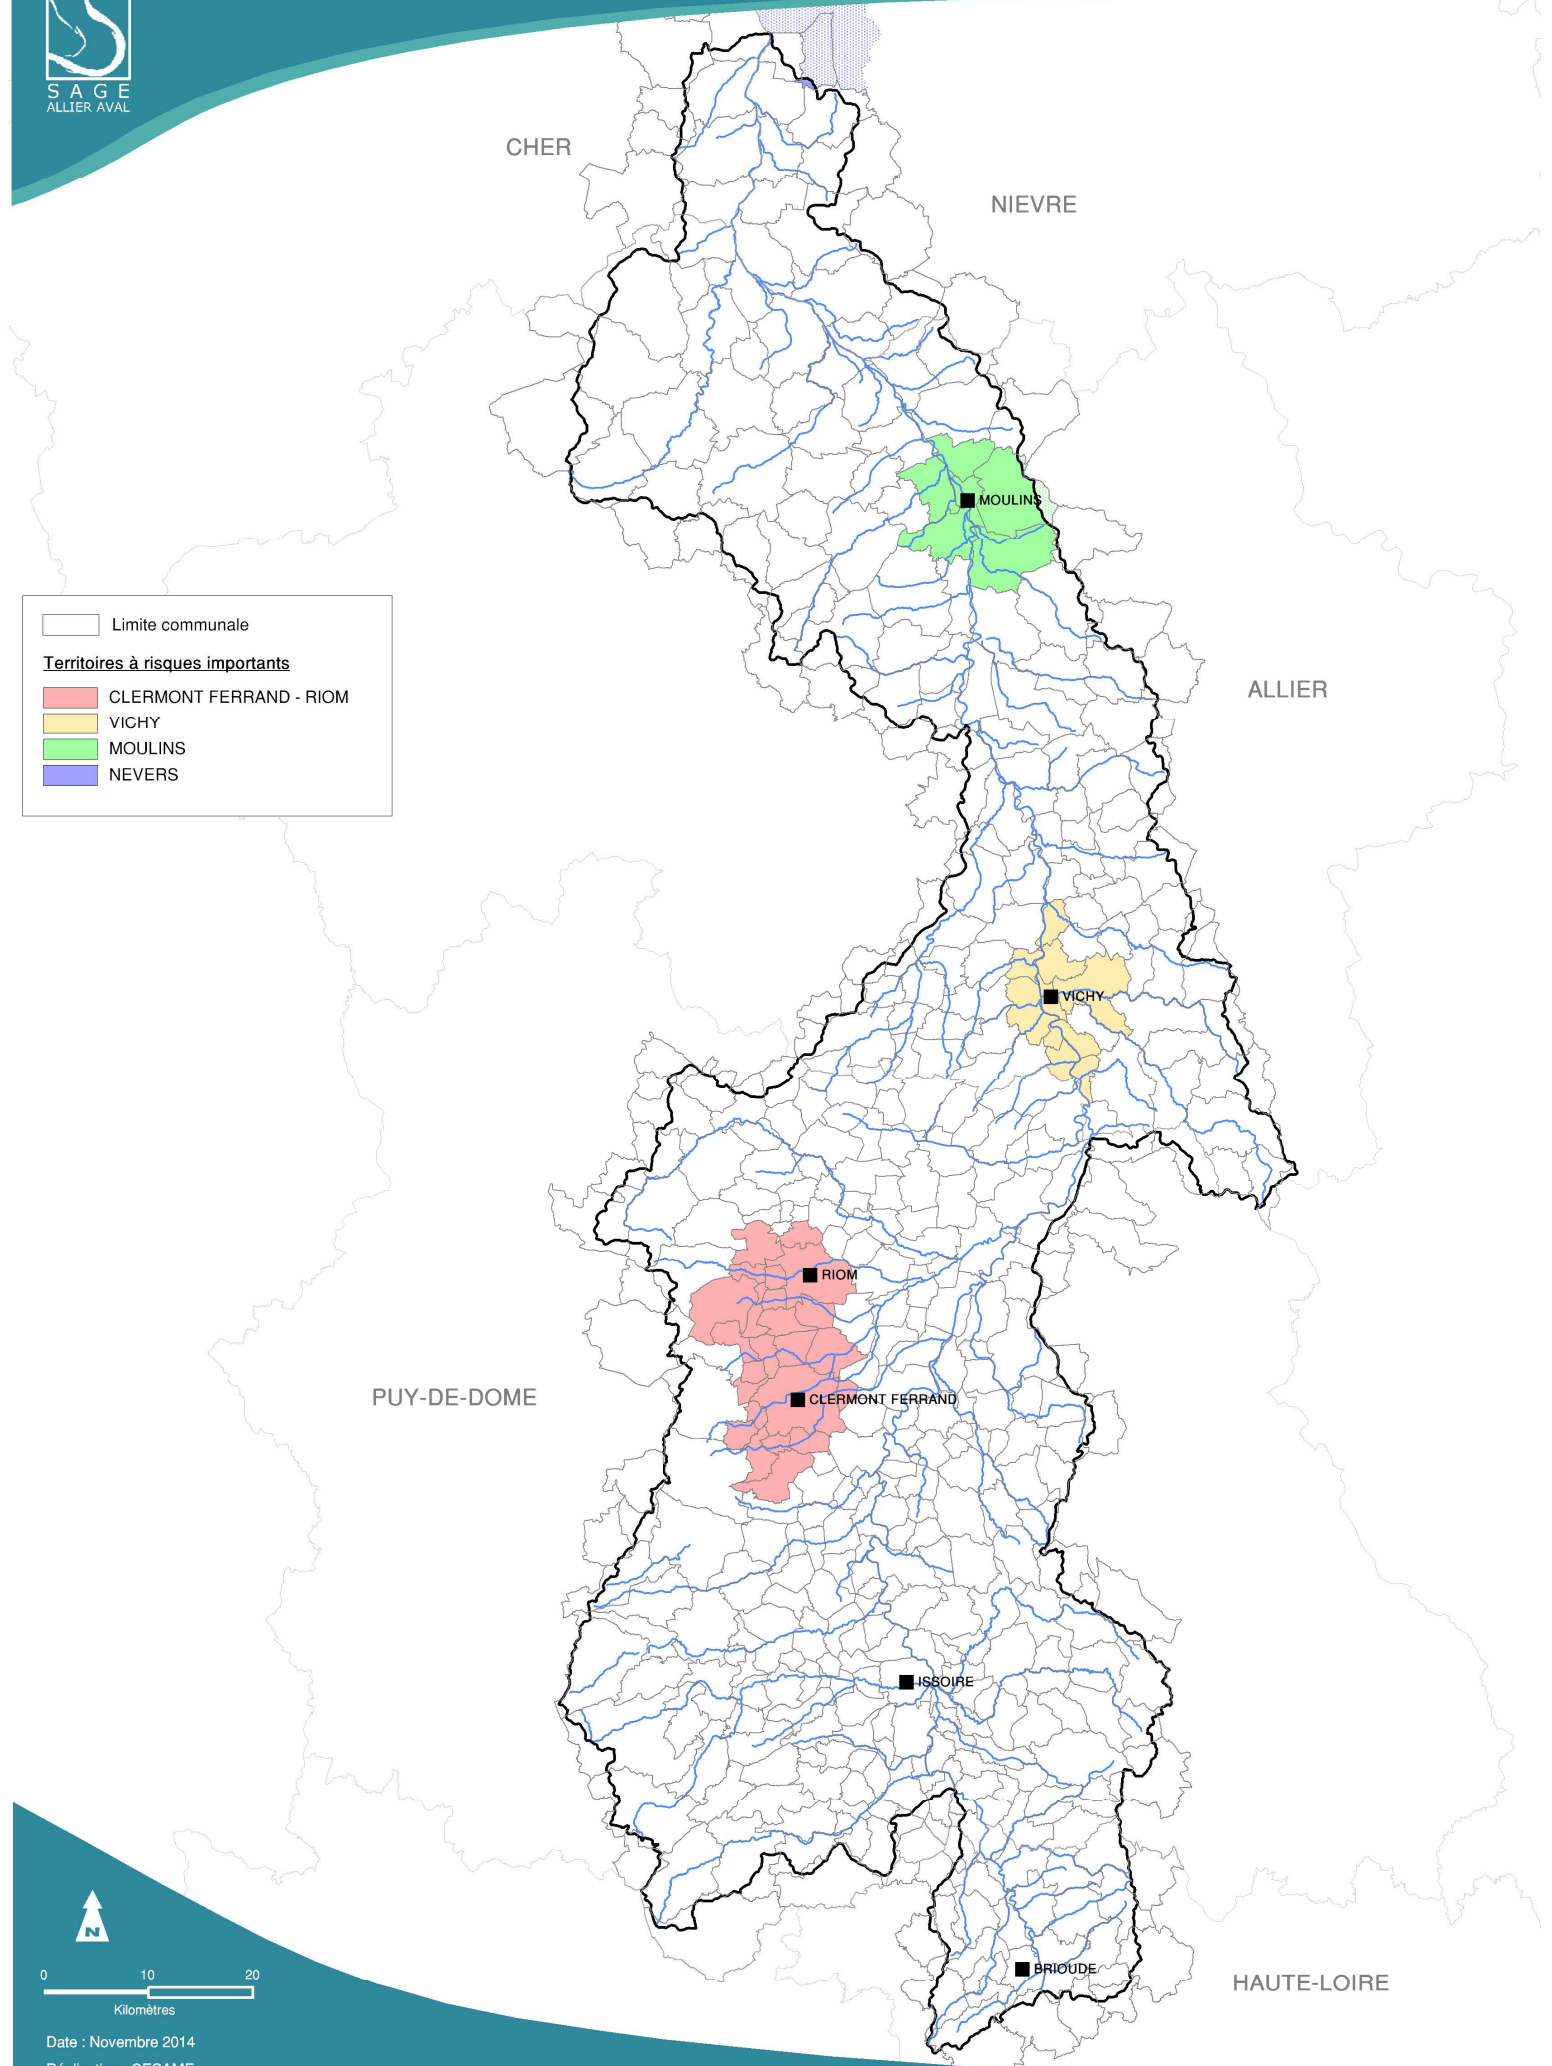 SAGE
ALLIER AVAL
CHER
NIEVRE
MOULINS
Limite communale
Territoires à risques importants
CLERMONT FERRAND - RIOM
VICHY
MOULINS
NEVERS
ALLIER
VICHY
RIOM
PUY-DE-DOME
CLERMONT FERRAND
ISSOIRE
N
BRIOUDE
HAUTE-LOIRE
0 10 20
Kilomètres
Date : Novembre 2014